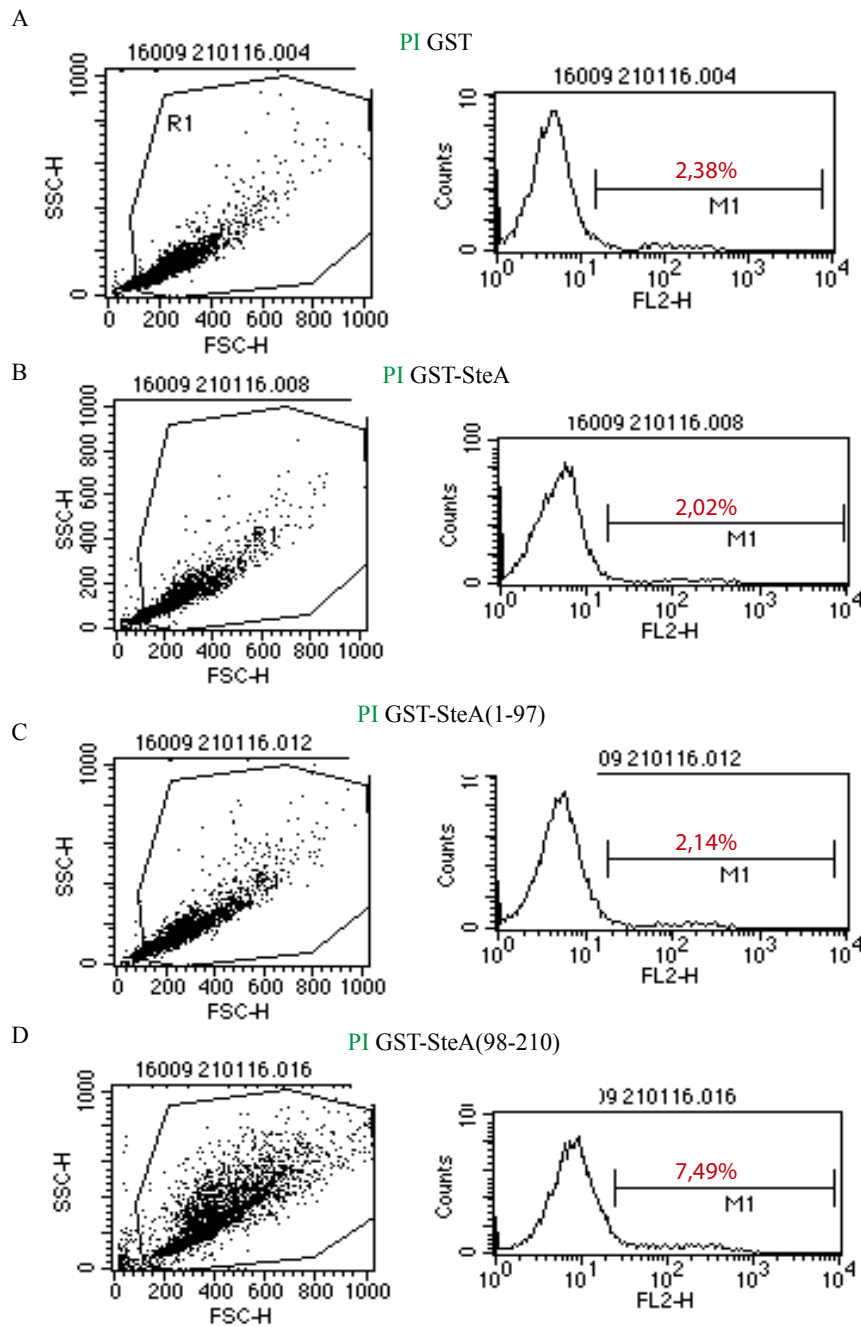 A
PI GST
16009 210116.004
1000
R1
SSC-H
0
200 400 600 800 1000
FSC-H
16009 210116.004
10
Counts
2,38%
M1
0
10^0 10^1 10^2 10^3 10^4
FL2-H
B
PI GST-SteA
16009 210116.008
1000
800
600
400
200
0
R1
SSC-H
0 200 400 600 800 1000
FSC-H
16009 210116.008
100
Counts
2,02%
M1
0
10^0 10^1 10^2 10^3 10^4
FL2-H
C
PI GST-SteA(1-97)
16009 210116.012
1000
SSC-H
0
0 200 400 600 800 1000
FSC-H
09 210116.012
Counts
2,14%
M1
0
10^0 10^1 10^2 10^3 10^4
FL2-H
D
PI GST-SteA(98-210)
16009 210116.016
1000
SSC-H
0
0 200 400 600 800 1000
FSC-H
09 210116.016
Counts
7,49%
M1
0
10^0 10^1 10^2 10^3 10^4
FL2-H